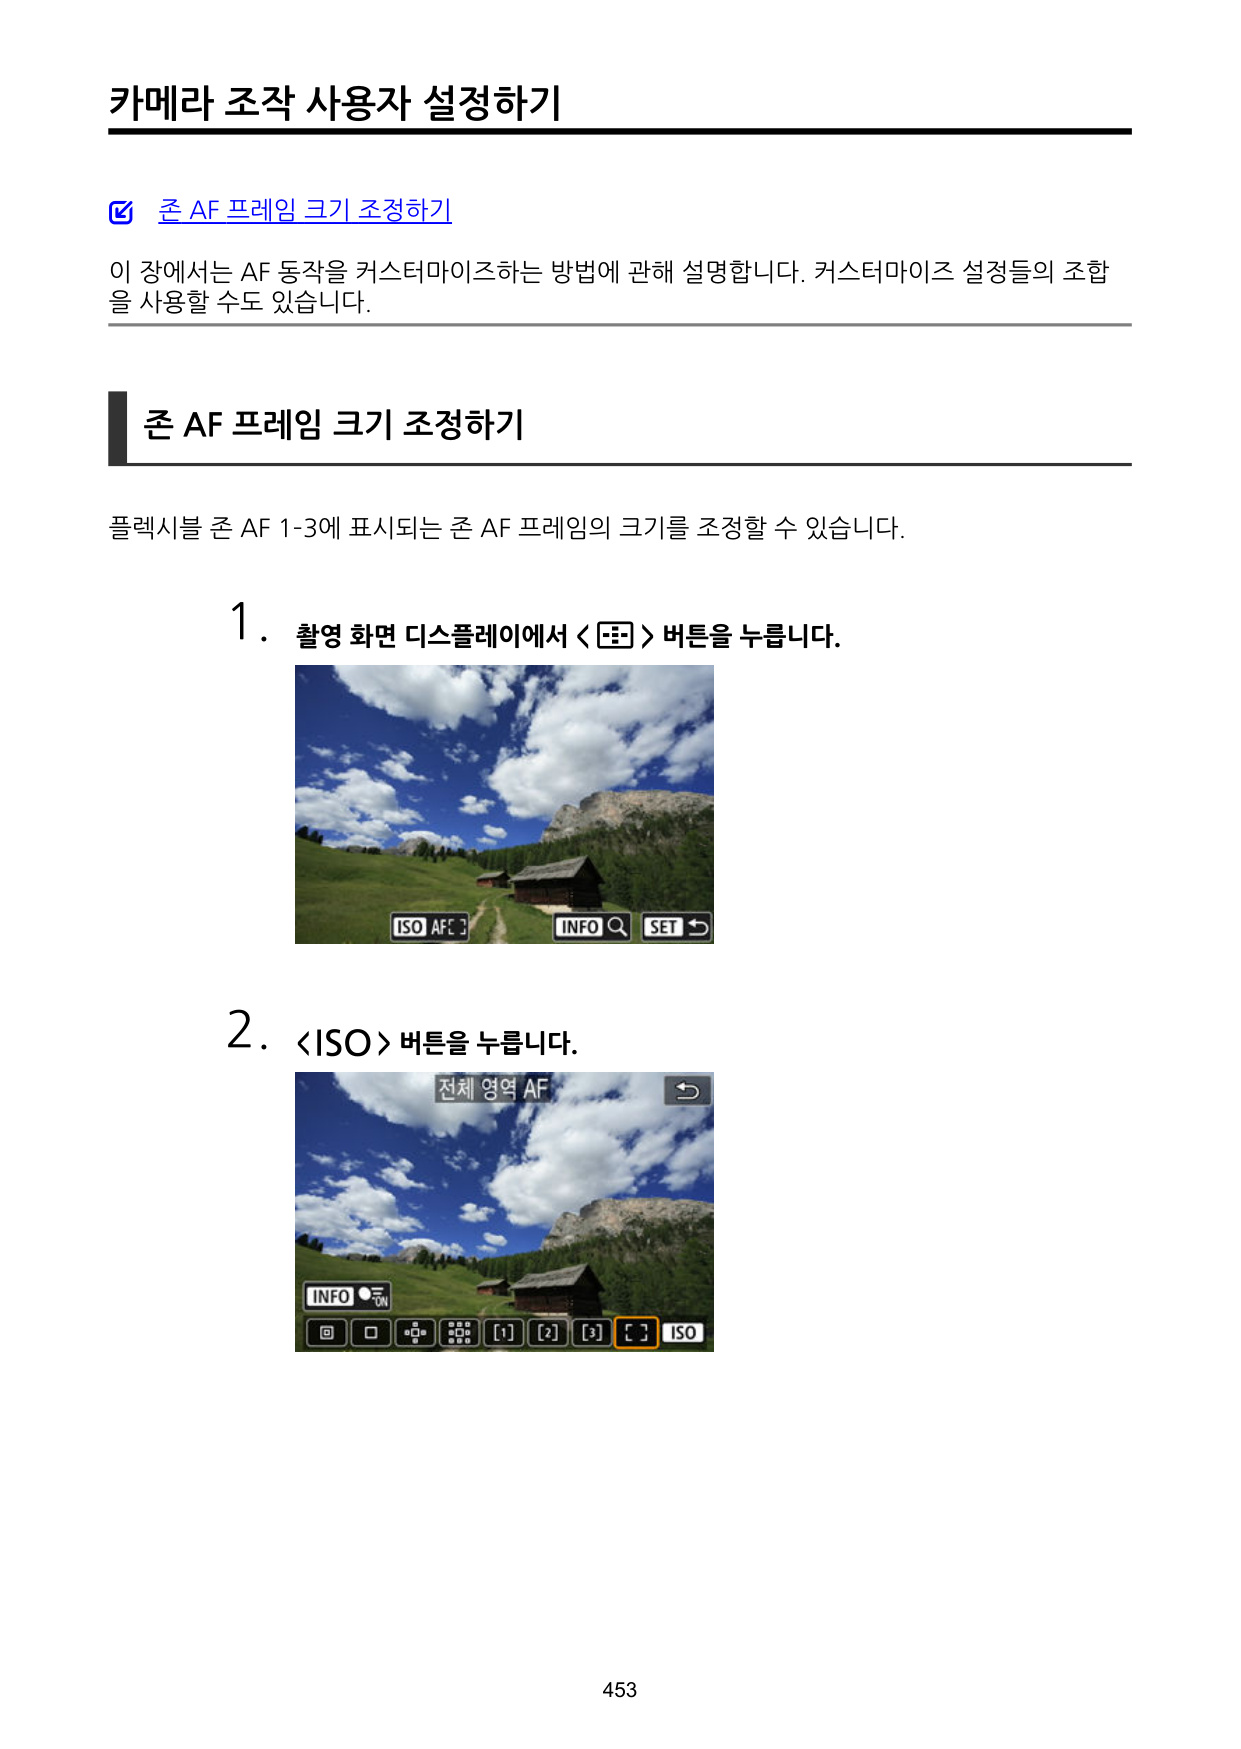 카메라 조작 사용자 설정하기
존 AF 프레임 크기 조정하기
이 장에서는 AF 동작을 커스터마이즈하는 방법에 관해 설명합니다. 커스터마이즈 설정들의 조합
을 사용할 수도 있습니다.
존 AF 프레임 크기 조정하기
플렉시블 존 AF 1-3에 표시되는 존 AF 프레임의 크기를 조정할 수 있습니다.
1. 촬영 화면 디스플레이에서 < > 버튼을 누릅니다.
ISO AF[ ] INFO SET
2. <ISO> 버튼을 누릅니다.
전체 영역 AF
INFO ON
[1] [2] [3] [ ] ISO
453